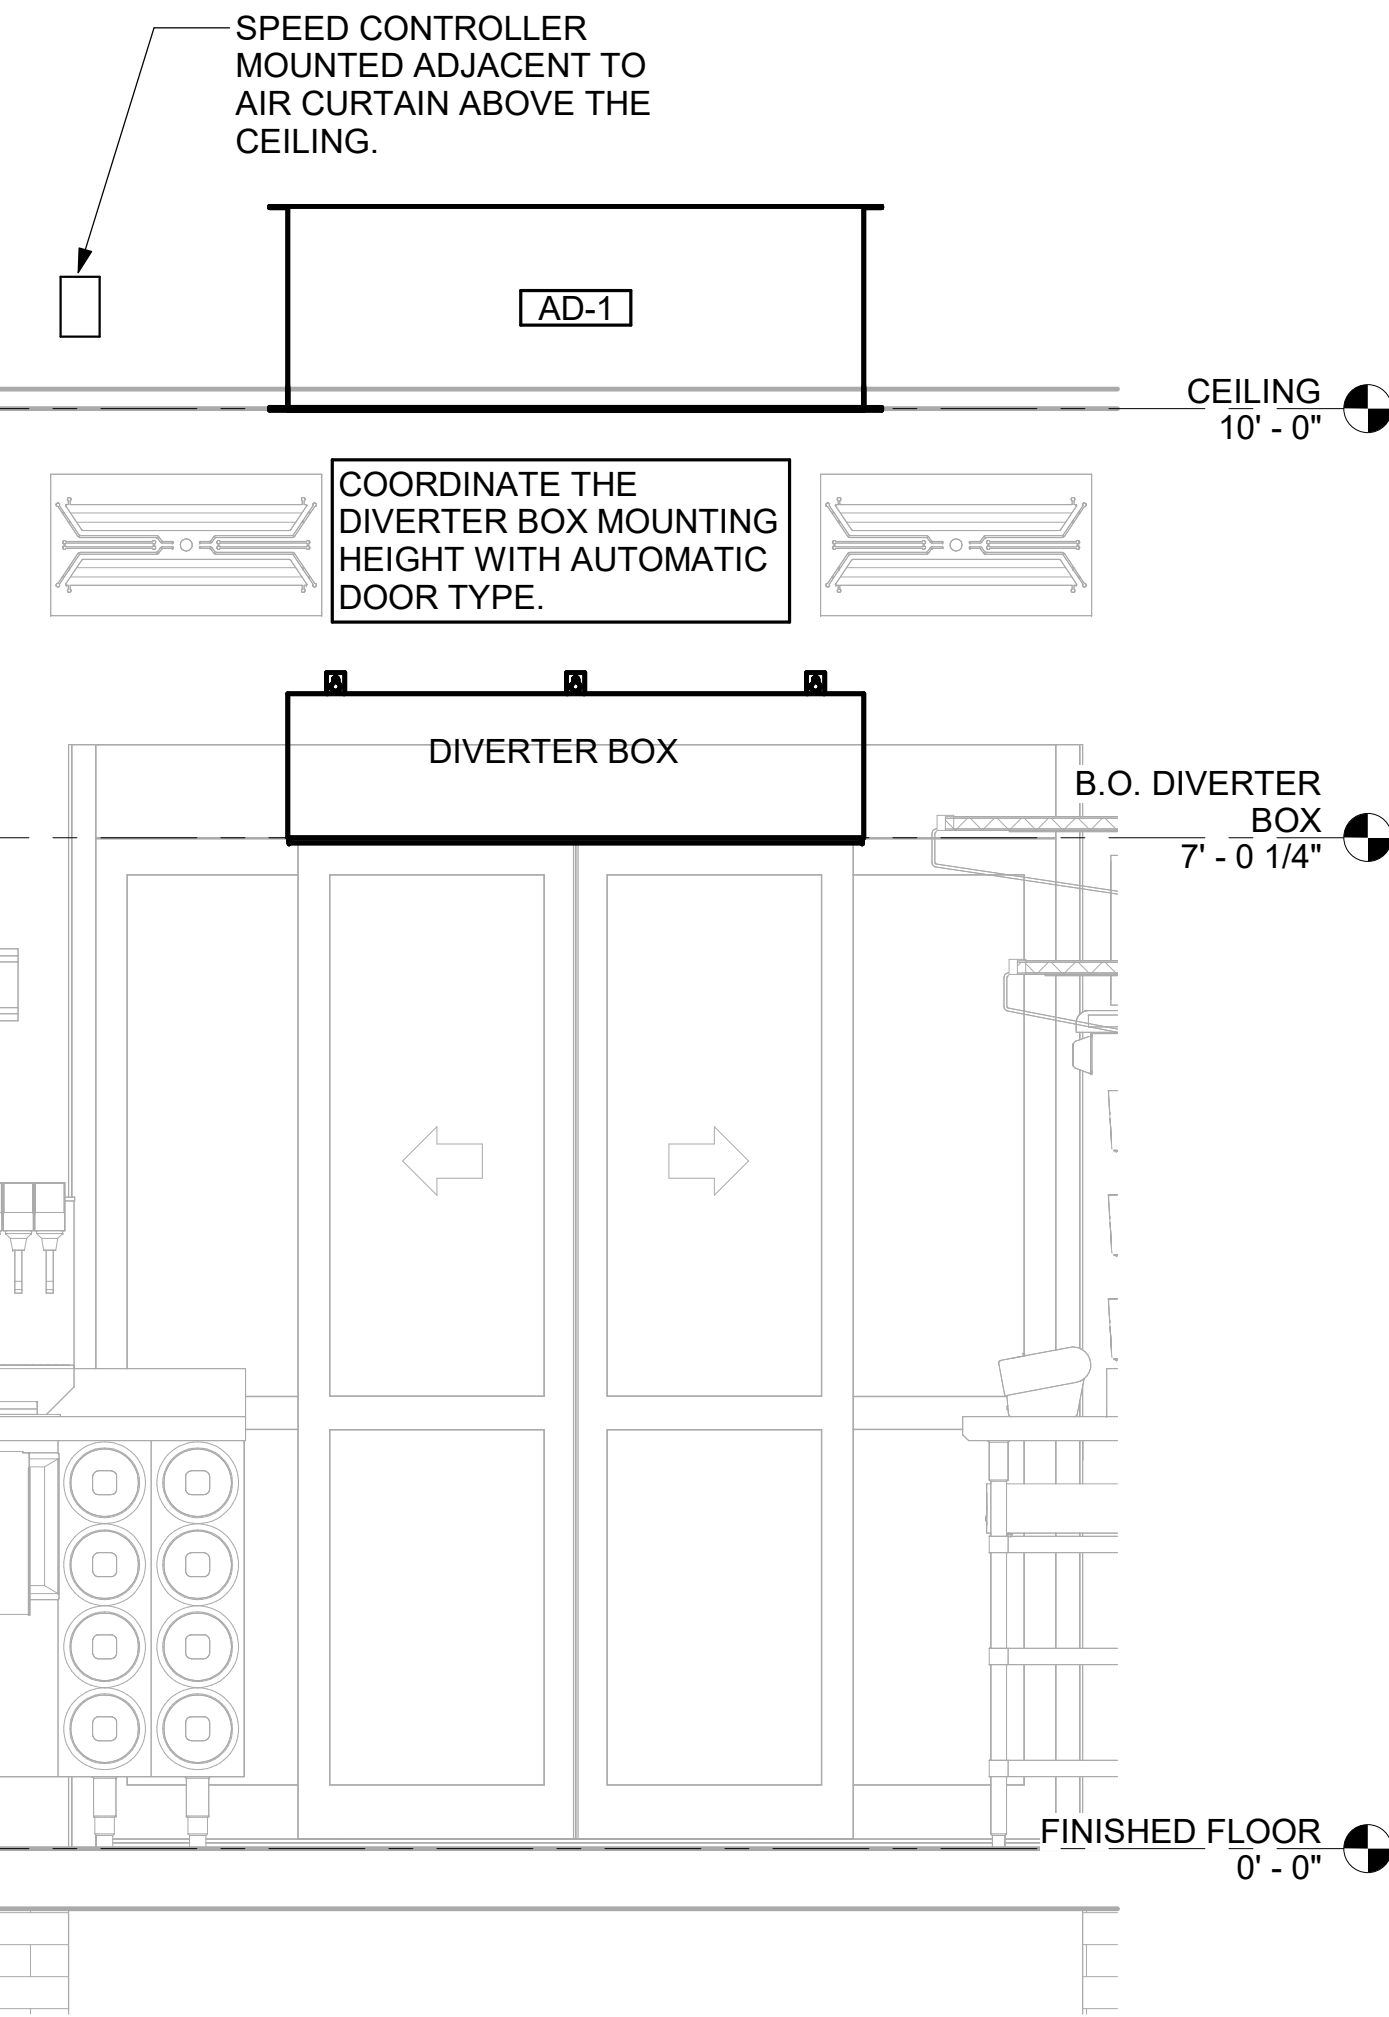 SPEED CONTROLLER
MOUNTED ADJACENT TO
AIR CURTAIN ABOVE THE
CEILING.
AD-1
CEILING
10' - 0"
COORDINATE THE
DIVERTER BOX MOUNTING
HEIGHT WITH AUTOMATIC
DOOR TYPE.
DIVERTER BOX
B.O. DIVERTER
BOX
7' - 0 1/4"
FINISHED FLOOR
0' - 0"